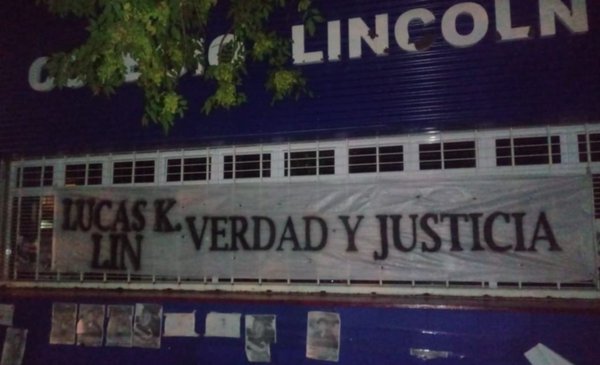 LINCOLN
LUCAS K. VERDAD Y JUSTICIA
LIN